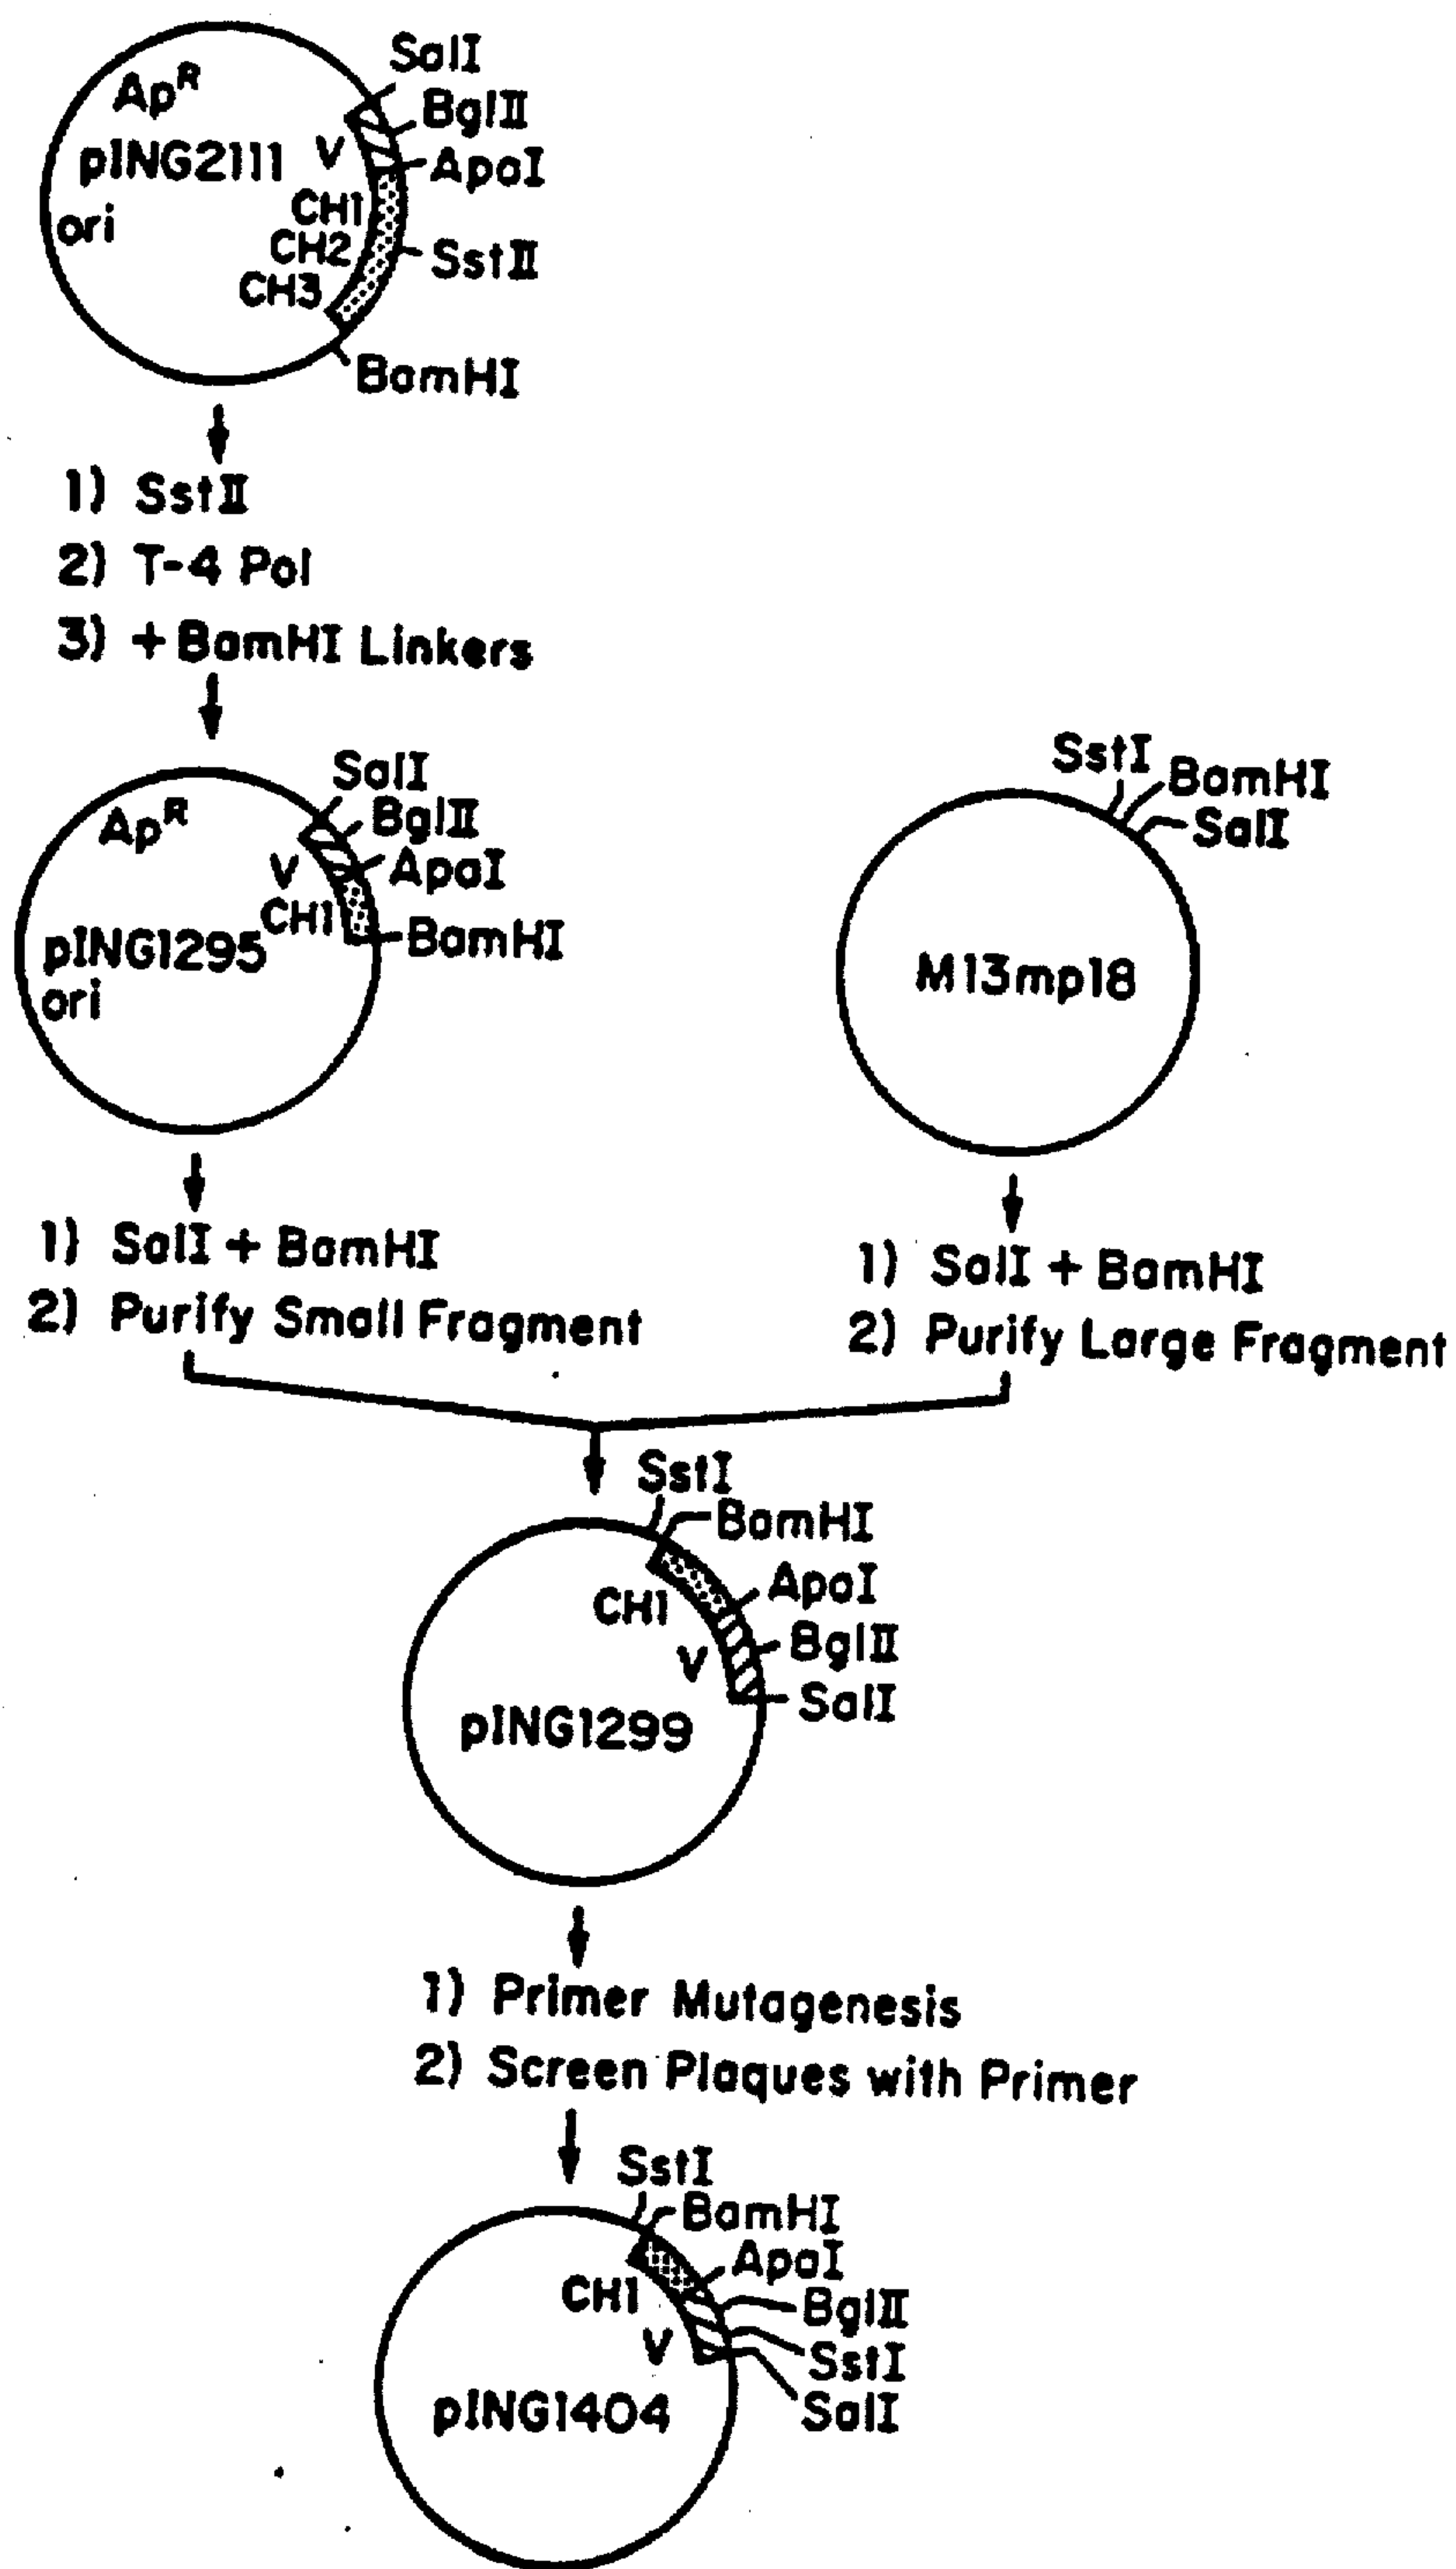 SalI
Ap^R
BglII
pING2111
V
ApaI
CH1
ori
CH2
SstII
CH3
BamHI
1) SstII
2) T-4 Pol
3) + BamHI Linkers
SalI
Ap^R
BglII
V
ApaI
CH1
BamHI
pING1295
ori
SstI
BamHI
SalI
M13mp18
1) SalI + BamHI
2) Purify Small Fragment
1) SalI + BamHI
2) Purify Large Fragment
SstI
BamHI
ApaI
CH1
BglII
V
SalI
pING1299
1) Primer Mutagenesis
2) Screen Plaques with Primer
SstI
BamHI
ApaI
CH1
BglII
V
SstI
SalI
pING1404